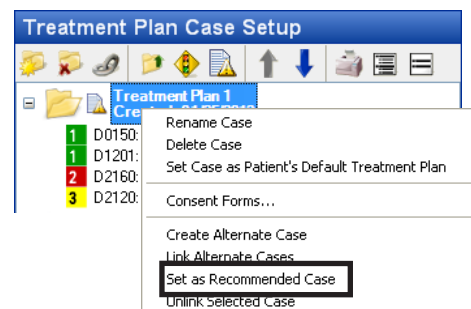 Treatment Plan Case Setup
Treatment Plan 1
Rename Case
Delete Case
Set Case as Patient's Default Treatment Plan
Consent Forms...
Create Alternate Case
Link Alternate Cases
Set as Recommended Case
Unlink Selected Case
1 D0150:
1 D1201:
2 D2160:
3 D2120: